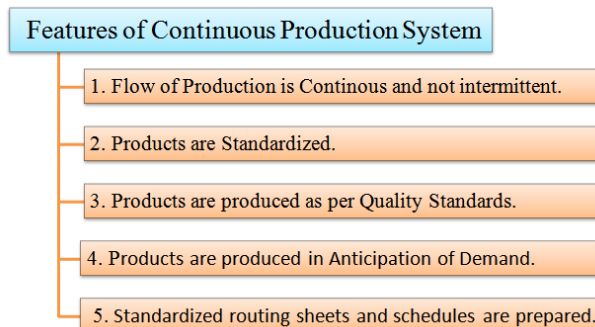 Features of Continuous Production System
1. Flow of Production is Continous and not intermittent.
2. Products are Standardized.
3. Products are produced as per Quality Standards.
4. Products are produced in Anticipation of Demand.
5. Standardized routing sheets and schedules are prepared.